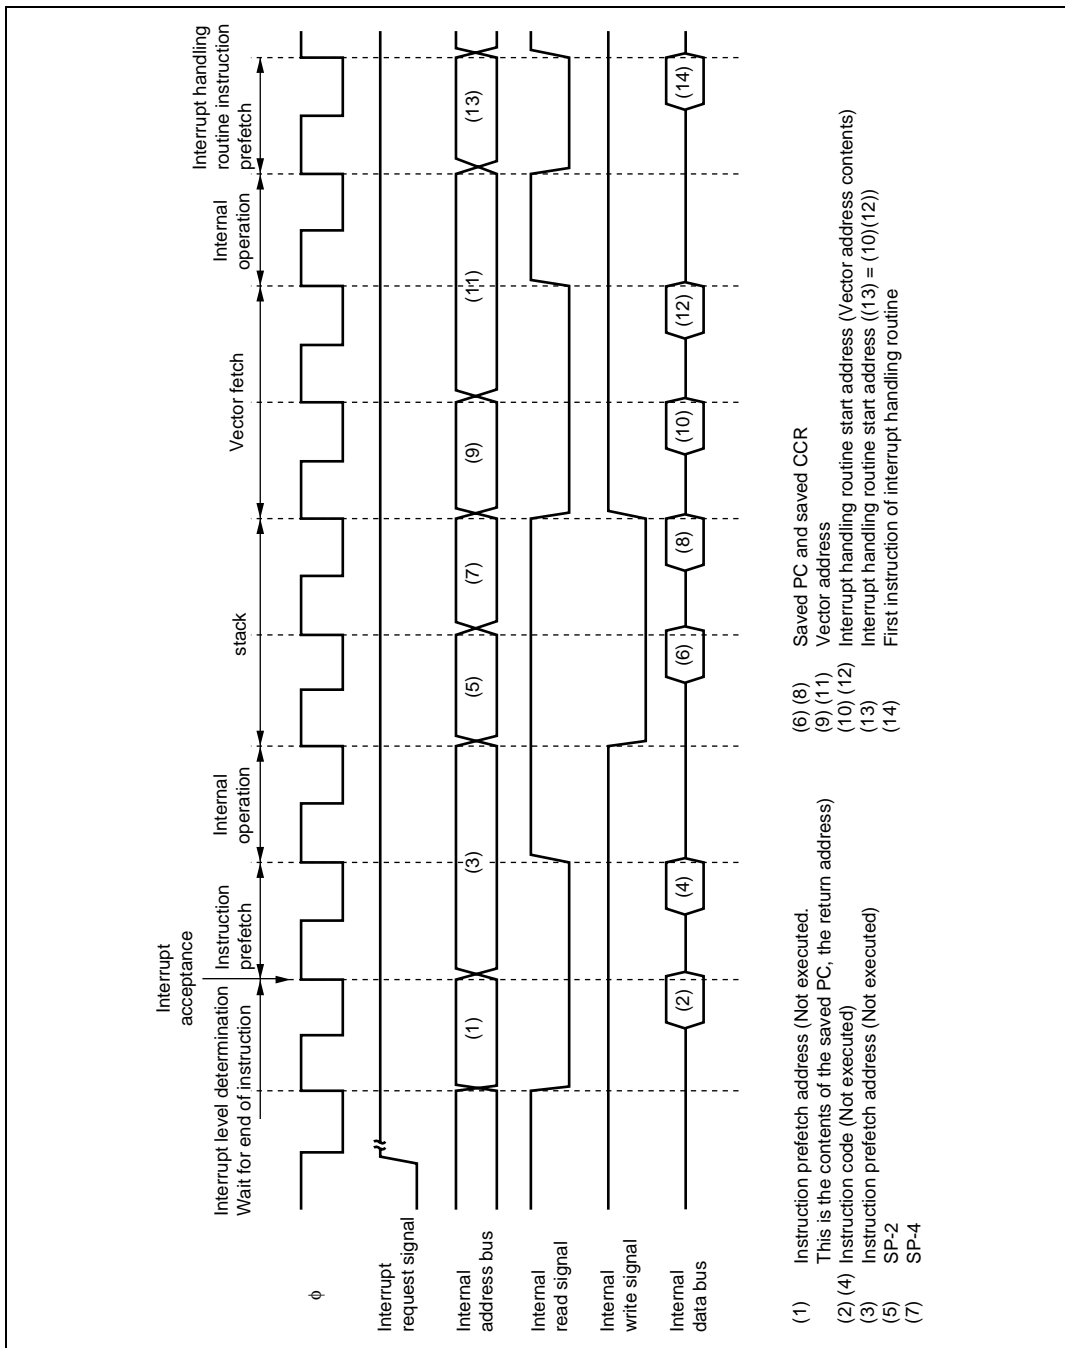 Interrupt
acceptance
Interrupt level determination
Wait for end of instruction
Instruction
prefetch
Internal
operation
stack
Vector fetch
Internal
operation
Interrupt handling
routine instruction
prefetch
φ
Interrupt
request signal
Internal
address bus
(1)
(3)
(5)
(7)
(9)
(11)
(13)
Internal
read signal
Internal
write signal
Internal
data bus
(2)
(4)
(6)
(8)
(10)
(12)
(14)
(1) Instruction prefetch address (Not executed.
This is the contents of the saved PC, the return address)
(2) (4) Instruction code (Not executed)
(3) Instruction prefetch address (Not executed)
(5) SP-2
(7) SP-4
(6) (8) Saved PC and saved CCR
(9) (11) Vector address
(10) (12) Interrupt handling routine start address (Vector address contents)
(13) Interrupt handling routine start address ((13) = (10)(12))
(14) First instruction of interrupt handling routine